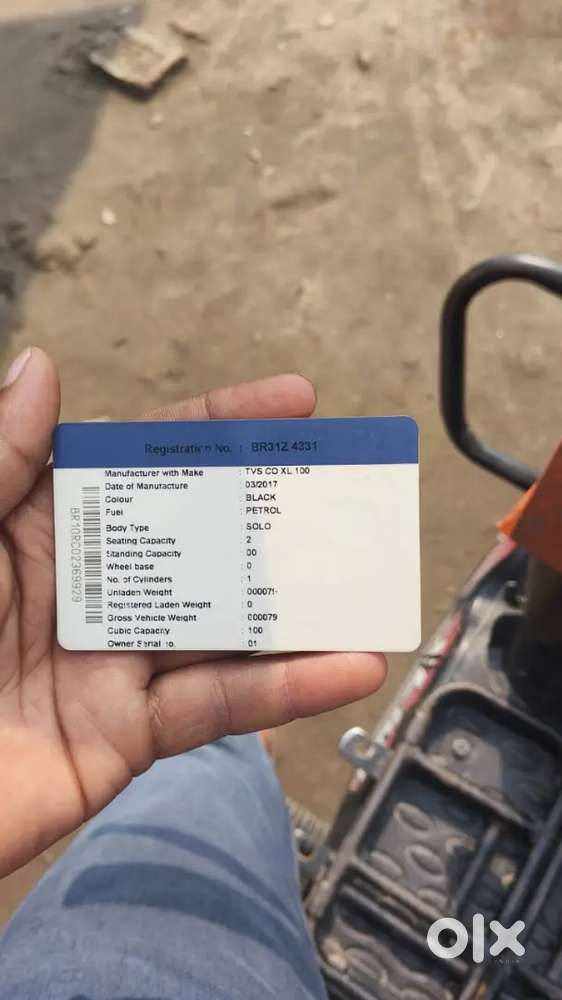 Registration No. : BR31Z 4331
Manufacturer with Make : TVS CO XL 100
Date of Manufacture : 03/2017
Colour : BLACK
Fuel : PETROL
Body Type : SOLO
Seating Capacity : 2
Standing Capacity : 00
Wheel base : 0
No. of Cylinders : 1
Unladen Weight : 000079
Registered Laden Weight : 0
Gross Vehicle Weight : 000079
Cubic Capacity : 100
Owner Serial no. : 01
BR10RC02369929
olx
INDIA